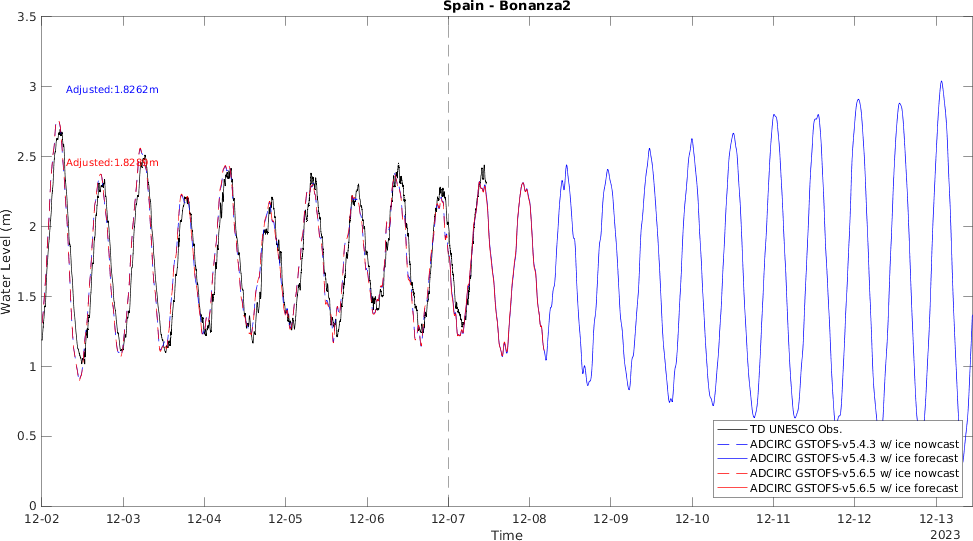 Spain - Bonanza2
3.5
3
2.5
2
1.5
1
0.5
0
Water Level (m)
Adjusted:1.8262m
TD UNESCO Obs.
ADCIRC GSTOFS-v5.4.3 w/ ice nowcast
ADCIRC GSTOFS-v5.4.3 w/ ice forecast
ADCIRC GSTOFS-v5.6.5 w/ ice nowcast
ADCIRC GSTOFS-v5.6.5 w/ ice forecast
12-02 12-03 12-04 12-05 12-06 12-07 12-08 12-09 12-10 12-11 12-12 12-13
Time
2023